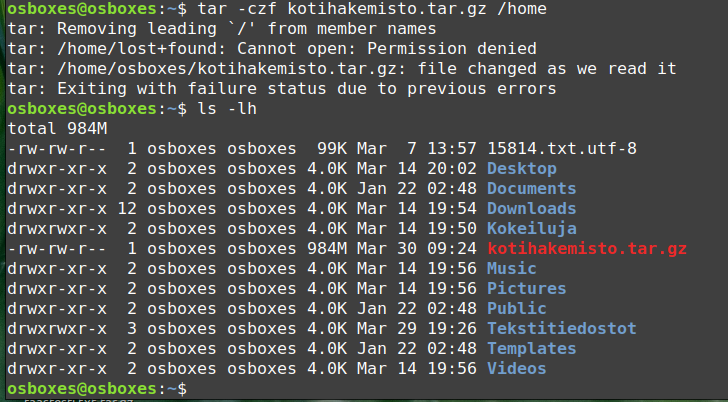 osboxes@osboxes:~$ tar -czf kotihakemisto.tar.gz /home
tar: Removing leading `/' from member names
tar: /home/lost+found: Cannot open: Permission denied
tar: /home/osboxes/kotihakemisto.tar.gz: file changed as we read it
tar: Exiting with failure status due to previous errors
osboxes@osboxes:~$ ls -lh
total 984M
-rw-rw-r--  1 osboxes osboxes  99K Mar  7 13:57 15814.txt.utf-8
drwxr-xr-x  2 osboxes osboxes 4.0K Mar 14 20:02 Desktop
drwxr-xr-x  2 osboxes osboxes 4.0K Jan 22 02:48 Documents
drwxr-xr-x 12 osboxes osboxes 4.0K Mar 14 19:54 Downloads
drwxrwxr-x  2 osboxes osboxes 4.0K Mar 14 19:50 Kokeiluja
-rw-rw-r--  1 osboxes osboxes 984M Mar 30 09:24 kotihakemisto.tar.gz
drwxr-xr-x  2 osboxes osboxes 4.0K Mar 14 19:56 Music
drwxr-xr-x  2 osboxes osboxes 4.0K Mar 14 19:56 Pictures
drwxr-xr-x  2 osboxes osboxes 4.0K Jan 22 02:48 Public
drwxrwxr-x  3 osboxes osboxes 4.0K Mar 29 19:26 Tekstitiedostot
drwxr-xr-x  2 osboxes osboxes 4.0K Jan 22 02:48 Templates
drwxr-xr-x  2 osboxes osboxes 4.0K Mar 14 19:56 Videos
osboxes@osboxes:~$